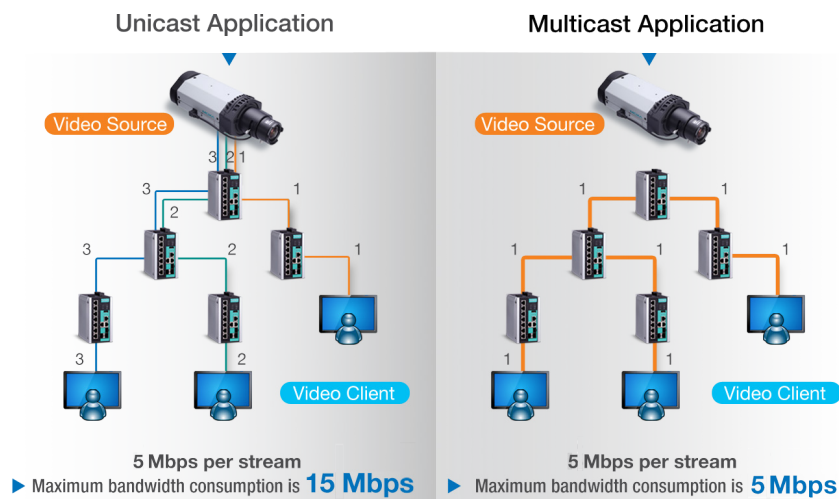 Unicast Application
Video Source
3 2 1
3
1
2
3
2
1
3
2
Video Client
5 Mbps per stream
Maximum bandwidth consumption is 15 Mbps
Multicast Application
Video Source
1
1
1
1
1
1
1
Video Client
5 Mbps per stream
Maximum bandwidth consumption is 5 Mbps